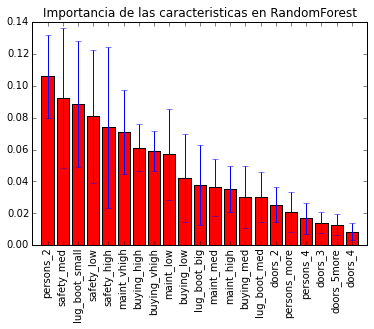 Importancia de las caracteristicas en RandomForest
0.14
0.12
0.10
0.08
0.06
0.04
0.02
0.00
persons_2
safety_med
lug_boot_small
safety_low
safety_high
maint_vhigh
buying_high
buying_vhigh
maint_low
buying_low
lug_boot_big
maint_med
maint_high
buying_med
lug_boot_med
doors_2
persons_more
persons_4
doors_3
doors_5more
doors_4